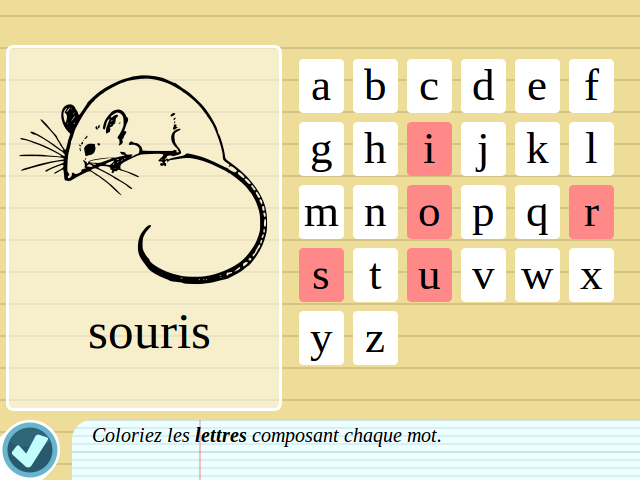 souris
a b c d e f
g h i j k l
m n o p q r
s t u v w x
y z
Coloriez les lettres composant chaque mot.